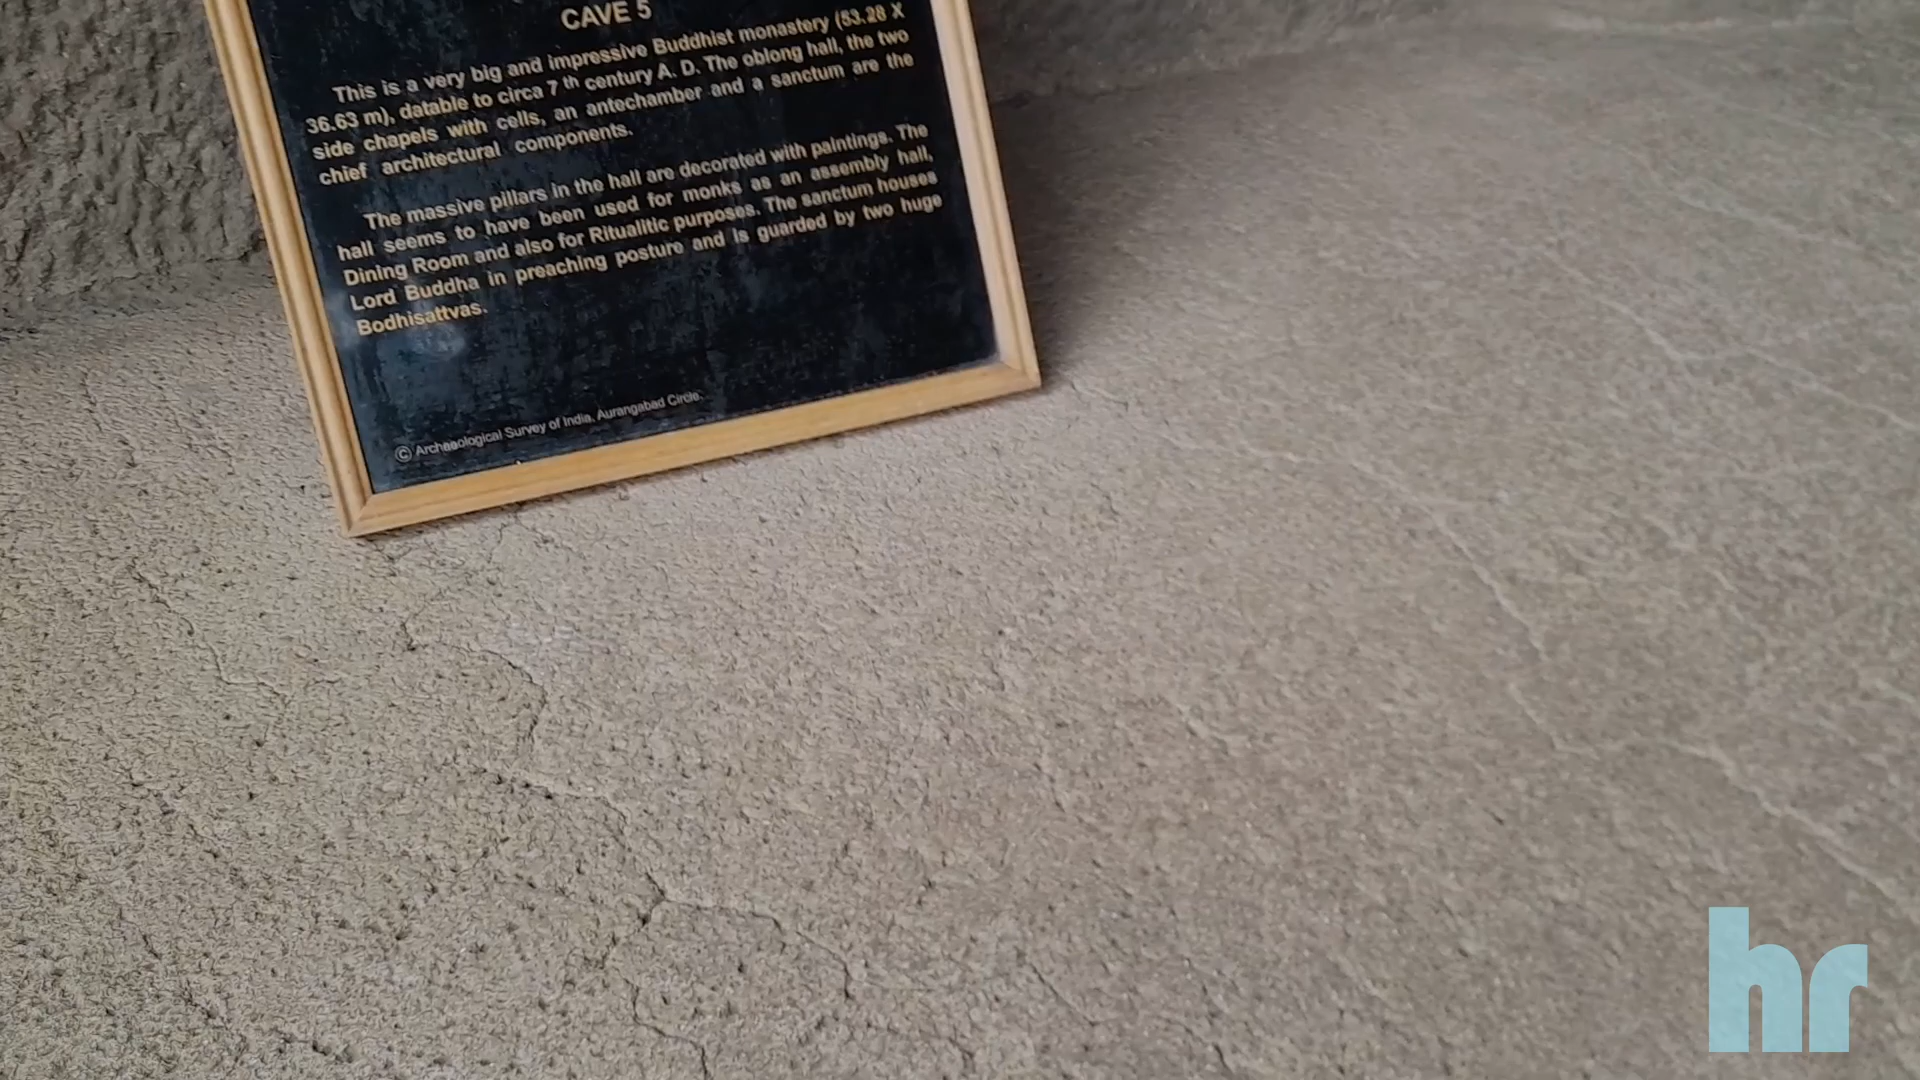 CAVE 5
This is a very big and impressive Buddhist monastery (53.28 X
36.63 m), datable to circa 7 th century A. D. The oblong hall, the two
side chapels with cells, an antechamber and a sanctum are the
chief architectural components.
The massive pillars in the hall are decorated with paintings. The
hall seems to have been used for monks as an assembly hall,
Dining Room and also for Ritualitic purposes. The sanctum houses
Lord Buddha in preaching posture and is guarded by two huge
Bodhisattvas.
© Archaeological Survey of India, Aurangabad Circle.
hr